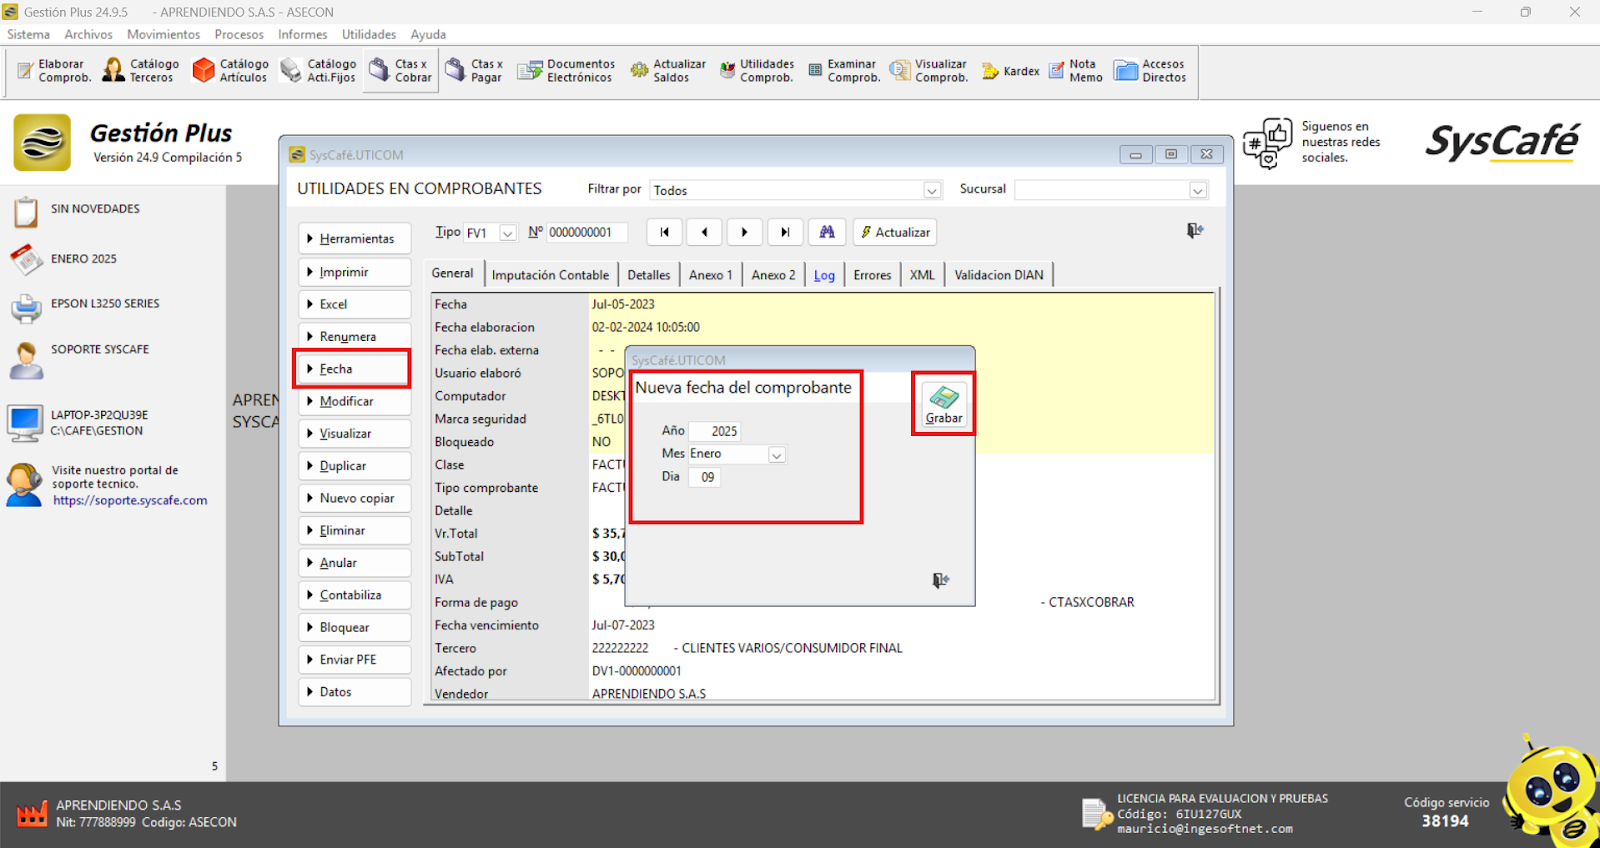 Gestión Plus 24.9.5 - APRENDIENDO S.A.S - ASECON
Sistema Archivos Movimientos Procesos Informes Utilidades Ayuda
Elaborar Comprob.
Catálogo Terceros
Catálogo Artículos
Catálogo Acti.Fijos
Ctas x Cobrar
Ctas x Pagar
Documentos Electrónicos
Actualizar Saldos
Utilidades Comprob.
Examinar Comprob.
Visualizar Comprob.
Kardex
Nota Memo
Accesos Directos
Gestión Plus
Versión 24.9 Compilación 5
Siguenos en
nuestras redes
sociales.
SysCafé
SIN NOVEDADES
ENERO 2025
EPSON L3250 SERIES
SOPORTE SYSCAFE
LAPTOP-3P2QU39E
C:\CAFE\GESTION
Visite nuestro portal de
soporte tecnico.
https://soporte.syscafe.com
5
APREN
SYSCA
SysCafé.UTICOM
UTILIDADES EN COMPROBANTES Filtrar por Todos Sucursal
Tipo FV1 Nº 0000000001 Actualizar
Herramientas
Imprimir
Excel
Renumera
Fecha
Modificar
Visualizar
Duplicar
Nuevo copiar
Eliminar
Anular
Contabiliza
Bloquear
Enviar PFE
Datos
General Imputación Contable Detalles Anexo 1 Anexo 2 Log Errores XML Validacion DIAN
Fecha Jul-05-2023
Fecha elaboracion 02-02-2024 10:05:00
Fecha elab. externa - -
Usuario elaboró SOPO
Computador DESKT
Marca seguridad _6TL0
Bloqueado NO
Clase FACTU
Tipo comprobante FACTU
Detalle
Vr.Total $ 35,7
SubTotal $ 30,0
IVA $ 5,70
Forma de pago - CTASXCOBRAR
Fecha vencimiento Jul-07-2023
Tercero 222222222 - CLIENTES VARIOS/CONSUMIDOR FINAL
Afectado por DV1-0000000001
Vendedor APRENDIENDO S.A.S
SysCafé.UTICOM
Nueva fecha del comprobante
Año 2025
Mes Enero
Dia 09
Grabar
APRENDIENDO S.A.S
Nit: 777888999 Codigo: ASECON
LICENCIA PARA EVALUACION Y PRUEBAS
Código: 6IU127GUX
mauricio@ingesoftnet.com
Código servicio
38194